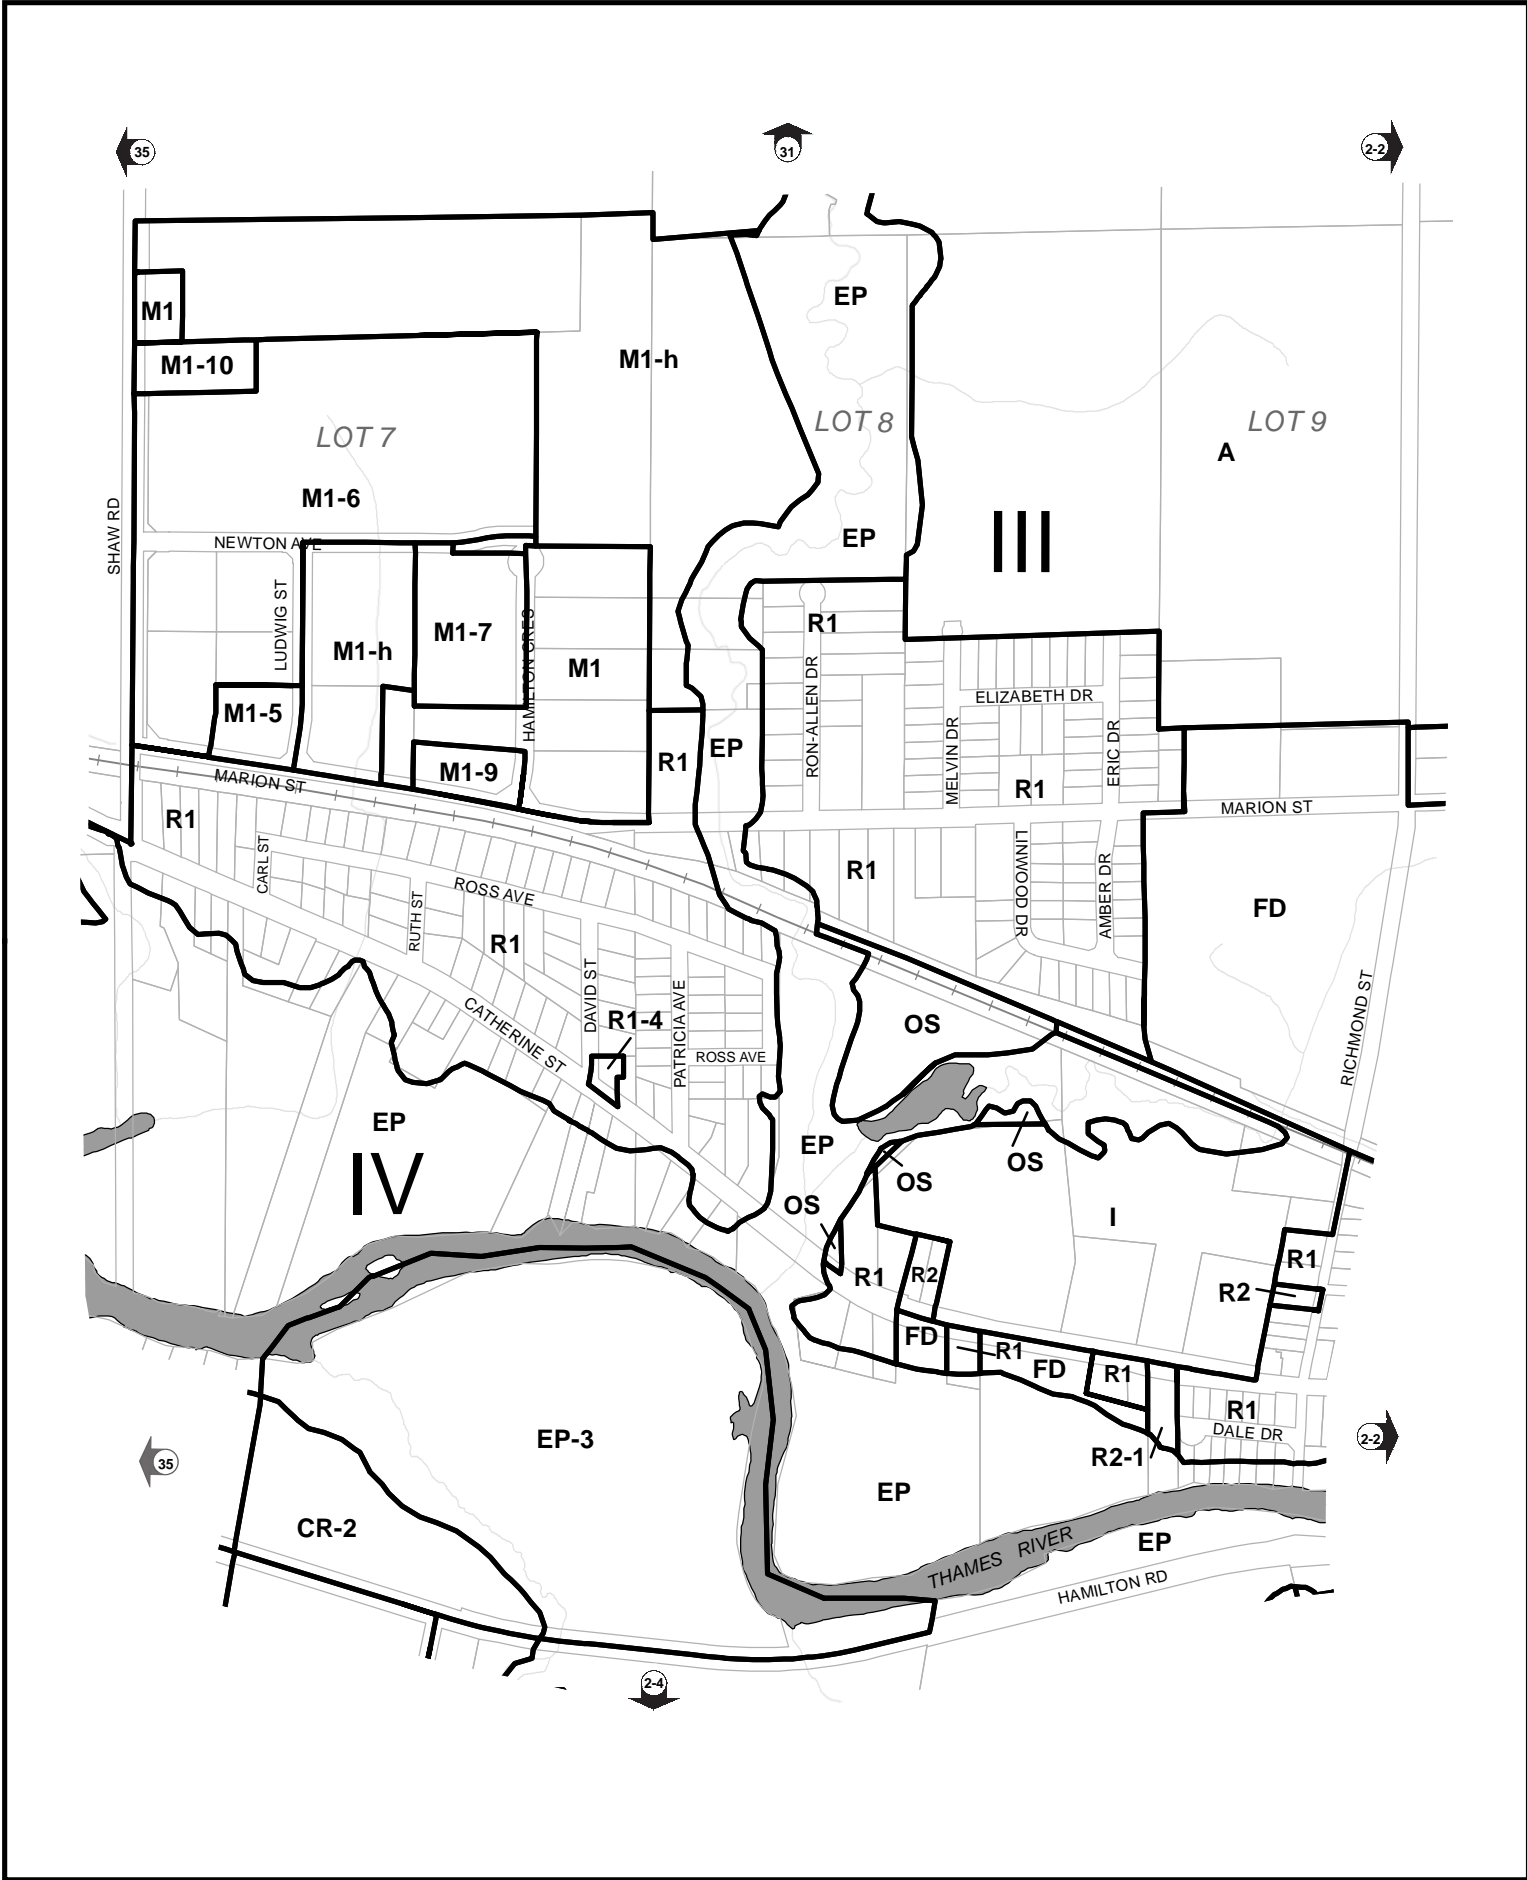 35
31
2-2
EP
M1
M1-h
M1-10
LOT 7
LOT 8
LOT 9
A
M1-6
SHAW RD
NEWTON AVE
EP
III
LUDWIG ST
R1
M1-7
HAMILTON CRES
M1-h
M1
RON-ALLEN DR
ELIZABETH DR
M1-5
MELVIN DR
ERIC DR
EP
R1
M1-9
MARION ST
R1
MARION ST
R1
CARL ST
ROSS AVE
RUTH ST
R1
LINWOOD DR
AMBER DR
FD
R1
DAVID ST
PATRICIA AVE
CATHERINE ST
R1-4
OS
RICHMOND ST
ROSS AVE
EP
EP
OS
OS
IV
OS
I
R1
R1
R2
R2
FD
R1
FD
R1
R1
DALE DR
EP-3
2-2
35
R2-1
EP
CR-2
THAMES RIVER
EP
HAMILTON RD
2-4